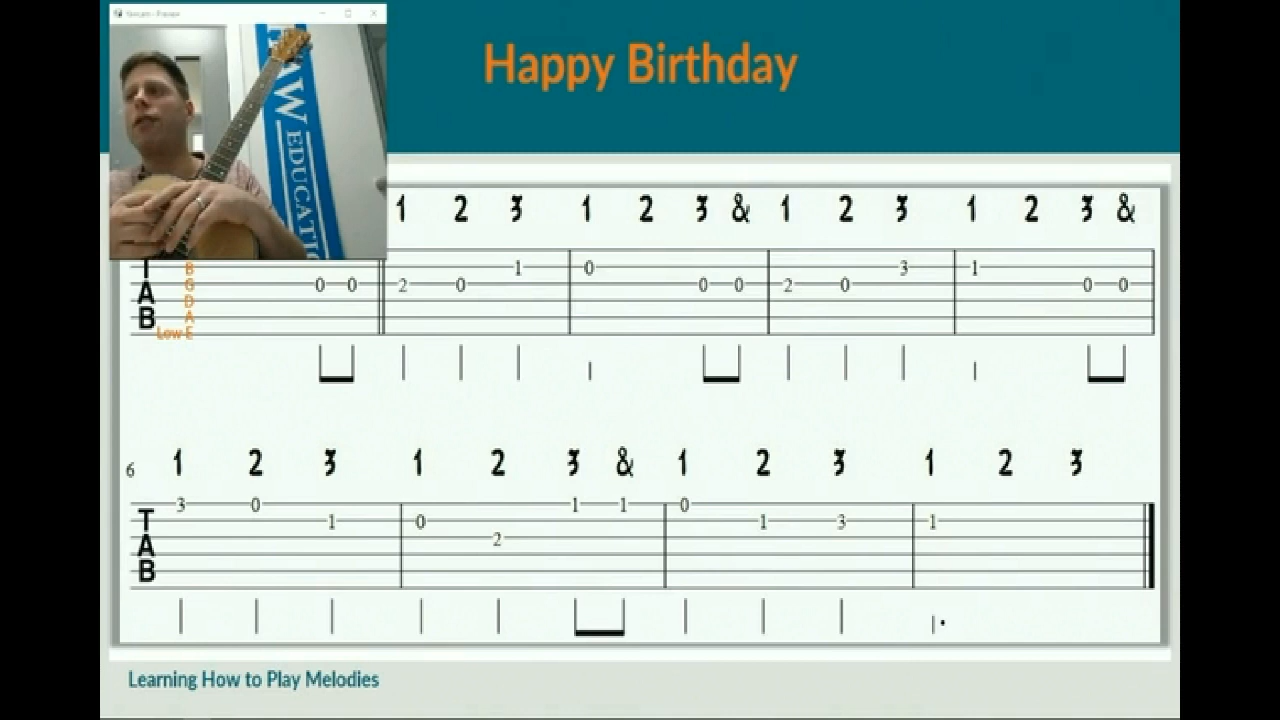 Happy Birthday
AW EDUCATIO
1 2 3 1 2 3 & 1 2 3 1 2 3 &
T A B
B
G
D
A
Low E
1 0 3 1
0 0 2 0 0 0 2 0 0 0
6 1 2 3 1 2 3 & 1 2 3 1 2 3
T A B
3 0 1 1 0
1 0 1 3 1
2
Learning How to Play Melodies